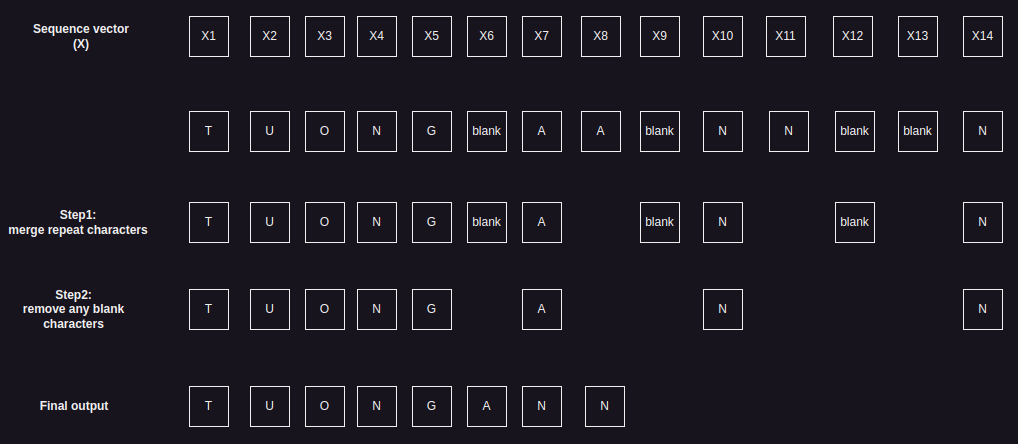 Sequence vector
(X)
X1 X2 X3 X4 X5 X6 X7 X8 X9 X10 X11 X12 X13 X14
T U O N G blank A A blank N N blank blank N
Step1:
merge repeat characters
T U O N G blank A blank N blank N
Step2:
remove any blank
characters
T U O N G A N N
Final output
T U O N G A N N